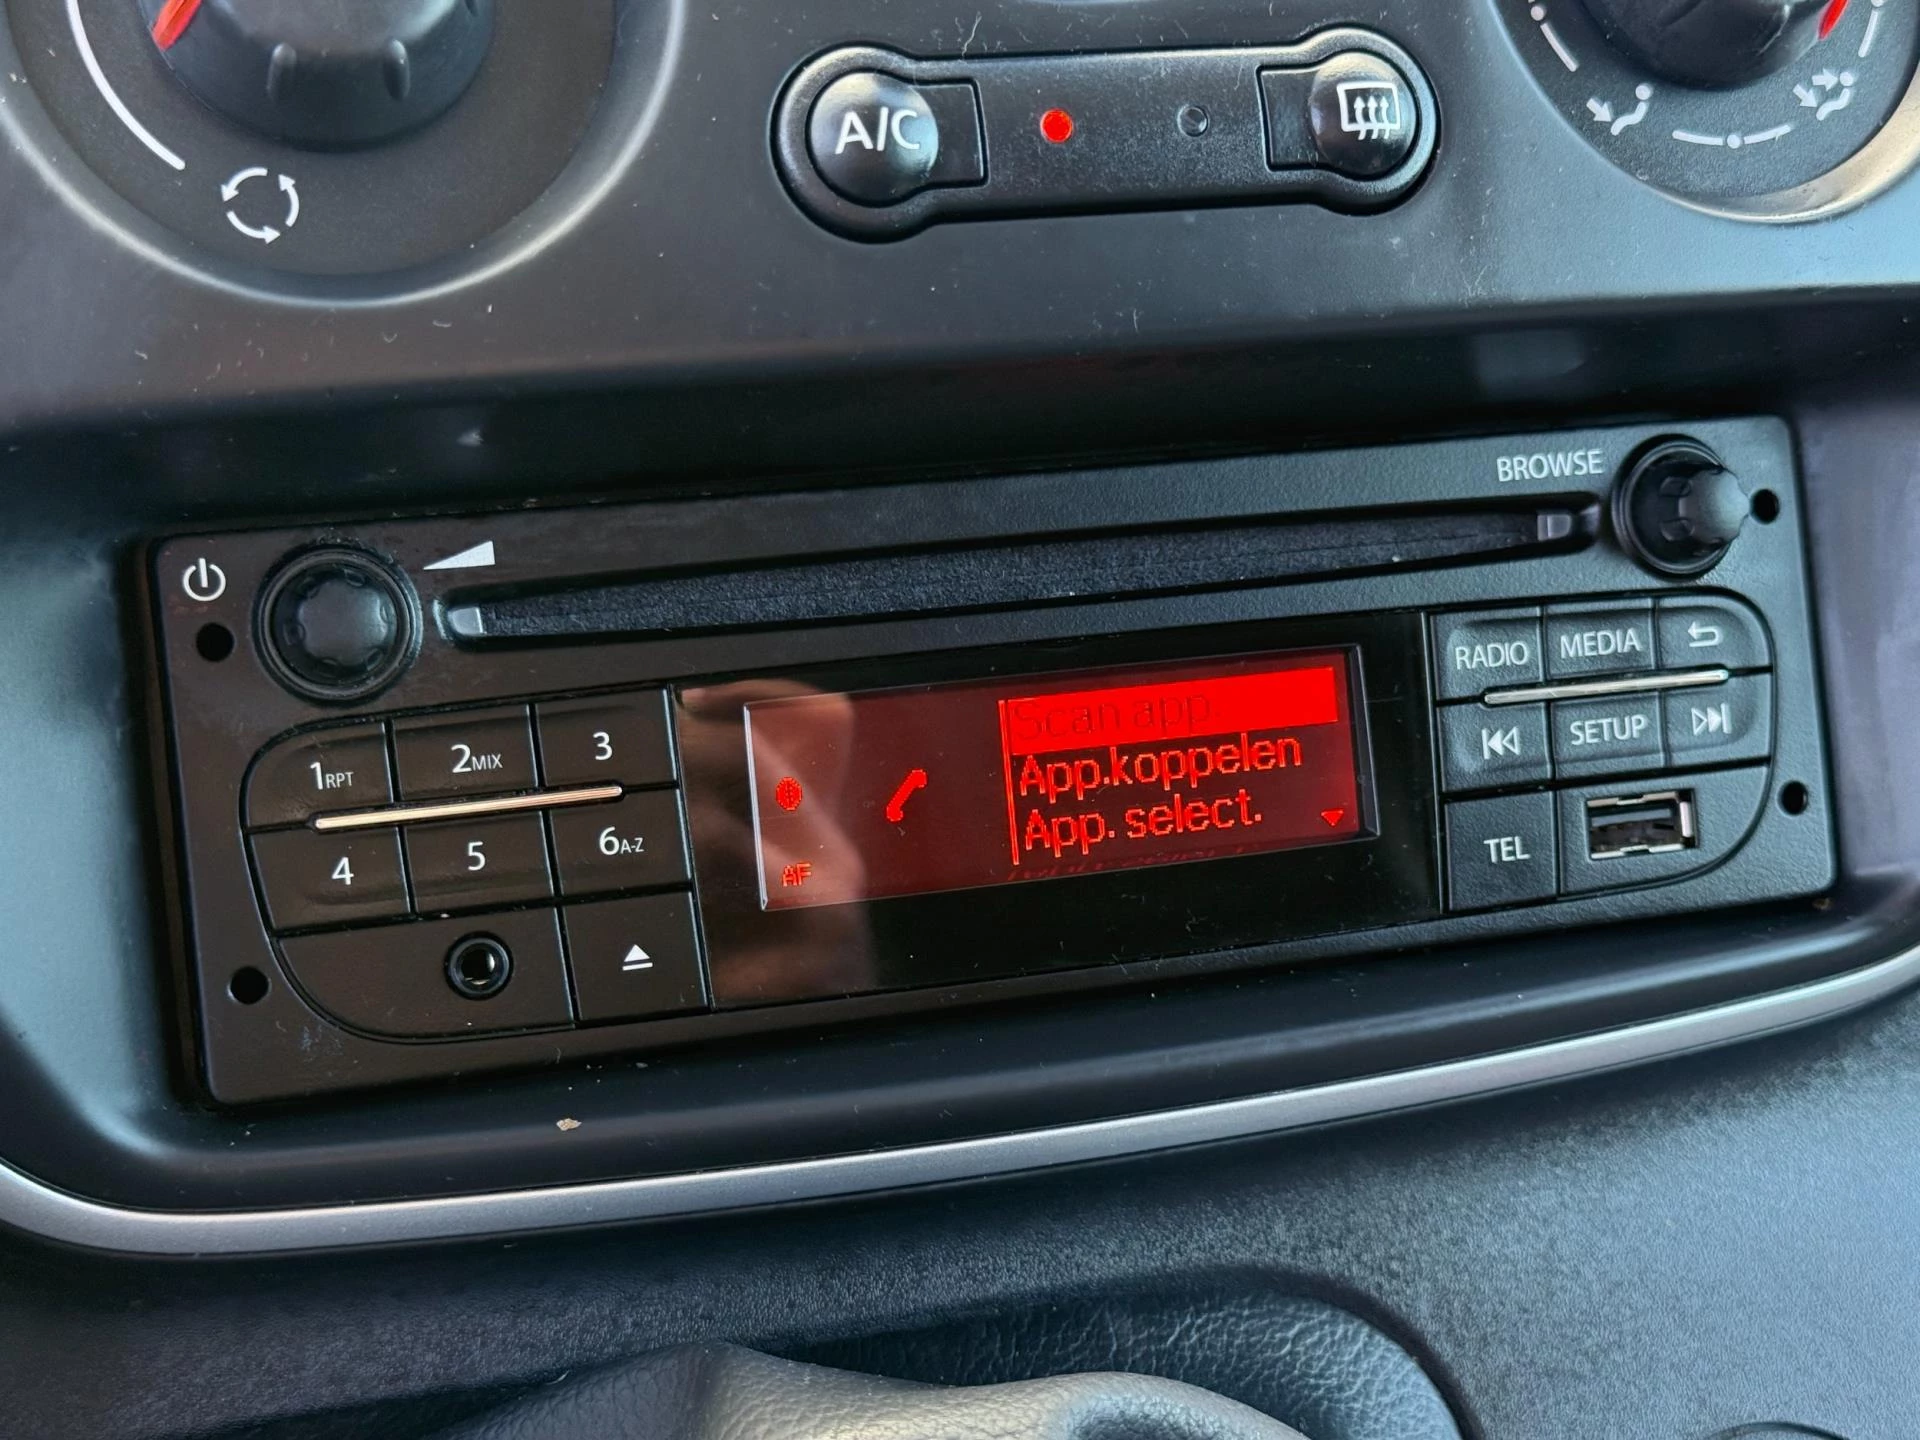 A/C
BROWSE
RADIO
MEDIA
Scan app
1RPT
2MIX
3
App.koppelen
SETUP
App. select.
4
5
6A-Z
TEL
AF